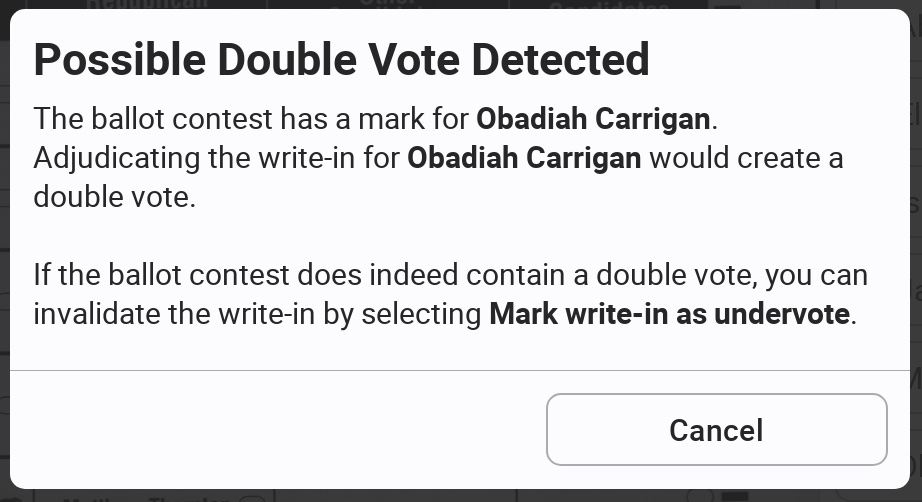 Possible Double Vote Detected
The ballot contest has a mark for Obadiah Carrigan.
Adjudicating the write-in for Obadiah Carrigan would create a
double vote.
If the ballot contest does indeed contain a double vote, you can
invalidate the write-in by selecting Mark write-in as undervote.
Cancel